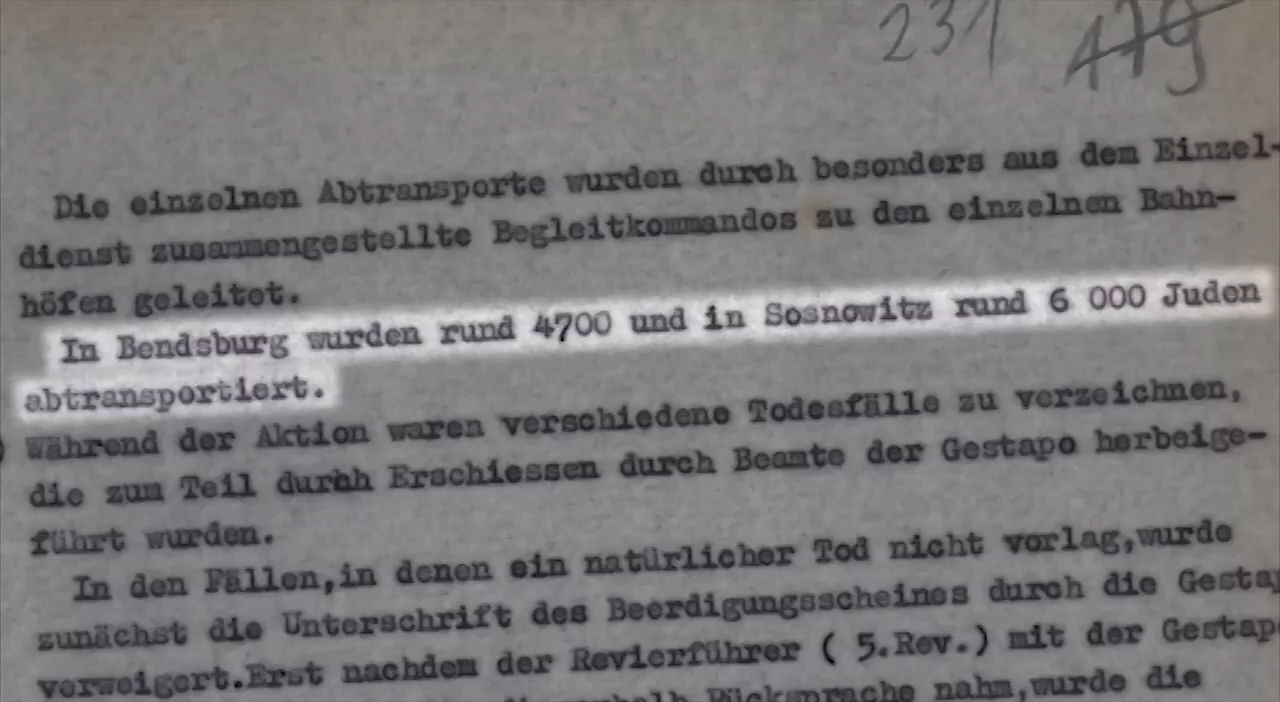 231 479
Die einzelnen Abtransporte wurden durch besonders aus dem Einzel-
dienst zusammengestellte Begleitkommandos zu den einzelnen Bahn-
höfen geleitet.
In Bendsburg wurden rund 4700 und in Sosnowitz rund 6 000 Juden
abtransportiert.
Während der Aktion waren verschiedene Todesfälle zu verzeichnen,
die zum Teil durhh Erschiessen durch Beamte der Gestapo herbeige-
führt wurden.
In den Fällen,in denen ein natürlicher Tod nicht vorlag,wurde
zunächst die Unterschrift des Beerdigungsscheines durch die Gestap
verweigert.Erst nachdem der Revierführer ( 5.Rev.) mit der Gestap
Rücksprache nahm,wurde die